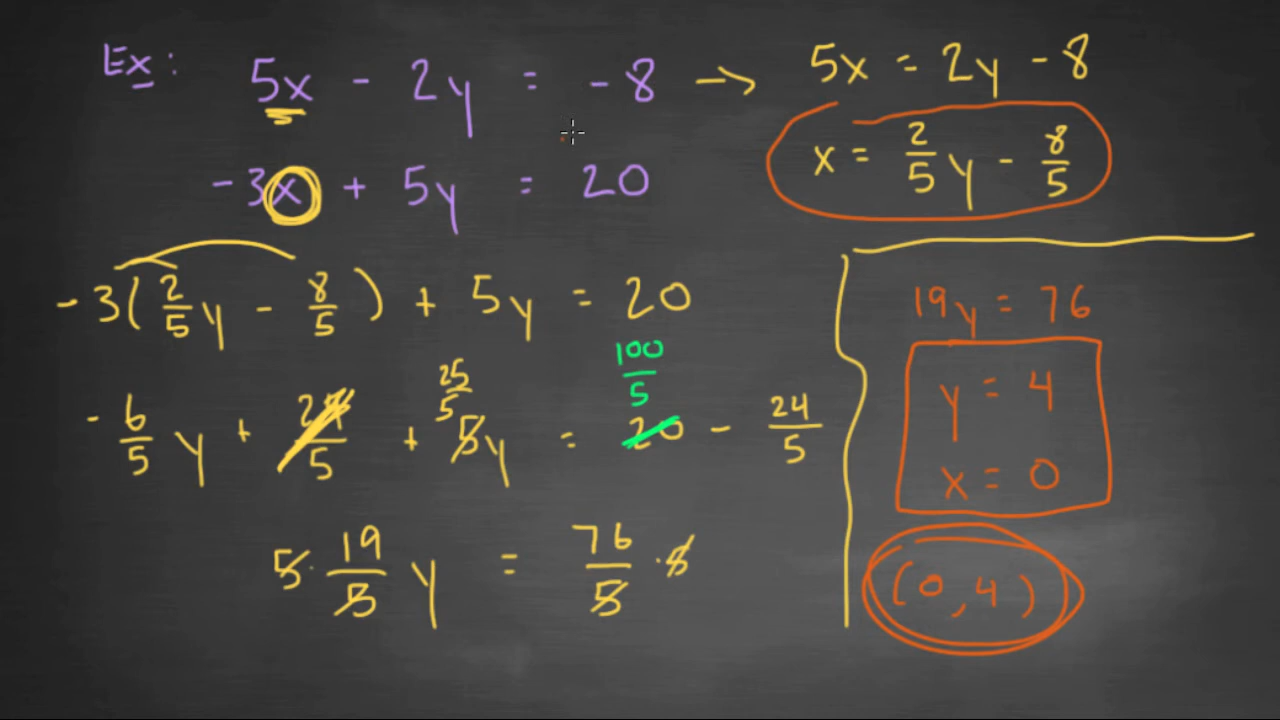 Ex: 5x - 2y = -8 → 5x = 2y - 8
x = 2/5 y - 8/5
-3x + 5y = 20
-3(2/5 y - 8/5) + 5y = 20
19y = 76
y = 4
x = 0
(0, 4)
100/5
25/5
-6/5 y + 24/5 + 5y = 20 - 24/5
5 · 19/5 y = 76/5 · 5